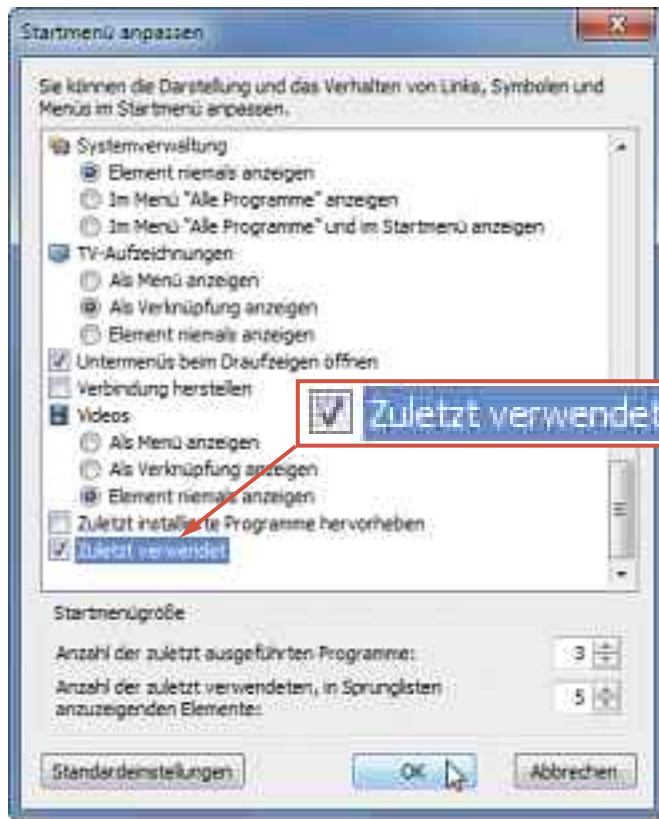 Startmenü anpassen
Sie können die Darstellung und das Verhalten von Links, Symbolen und
Menüs im Startmenü anpassen.
Systemverwaltung
Element niemals anzeigen
Im Menü "Alle Programme" anzeigen
Im Menü "Alle Programme" und im Startmenü anzeigen
TV-Aufzeichnungen
Als Menü anzeigen
Als Verknüpfung anzeigen
Element niemals anzeigen
Untermenüs beim Draufzeigen öffnen
Verbindung herstellen
Zuletzt verwendet
Videos
Als Menü anzeigen
Als Verknüpfung anzeigen
Element niemals anzeigen
Zuletzt installierte Programme hervorheben
Zuletzt verwendet
Startmenügröße
Anzahl der zuletzt ausgeführten Programme: 3
Anzahl der zuletzt verwendeten, in Sprunglisten
anzuzeigenden Elemente: 5
Standardeinstellungen OK Abbrechen